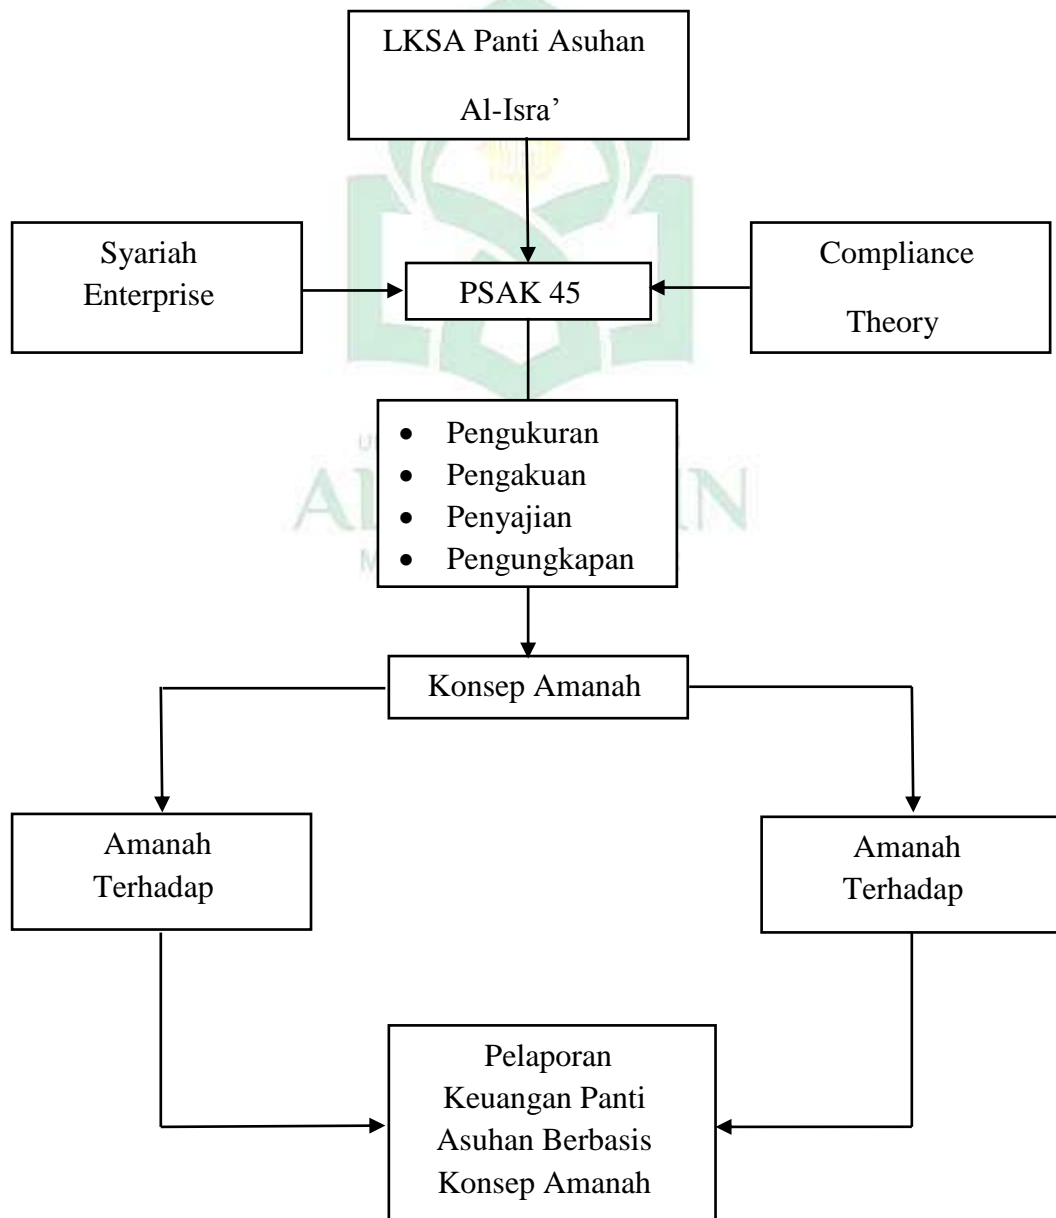 LKSA Panti Asuhan
Al-Isra’
Syariah
Enterprise
PSAK 45
Compliance
Theory
• Pengukuran
• Pengakuan
• Penyajian
• Pengungkapan
Konsep Amanah
Amanah
Terhadap
Amanah
Terhadap
Pelaporan
Keuangan Panti
Asuhan Berbasis
Konsep Amanah